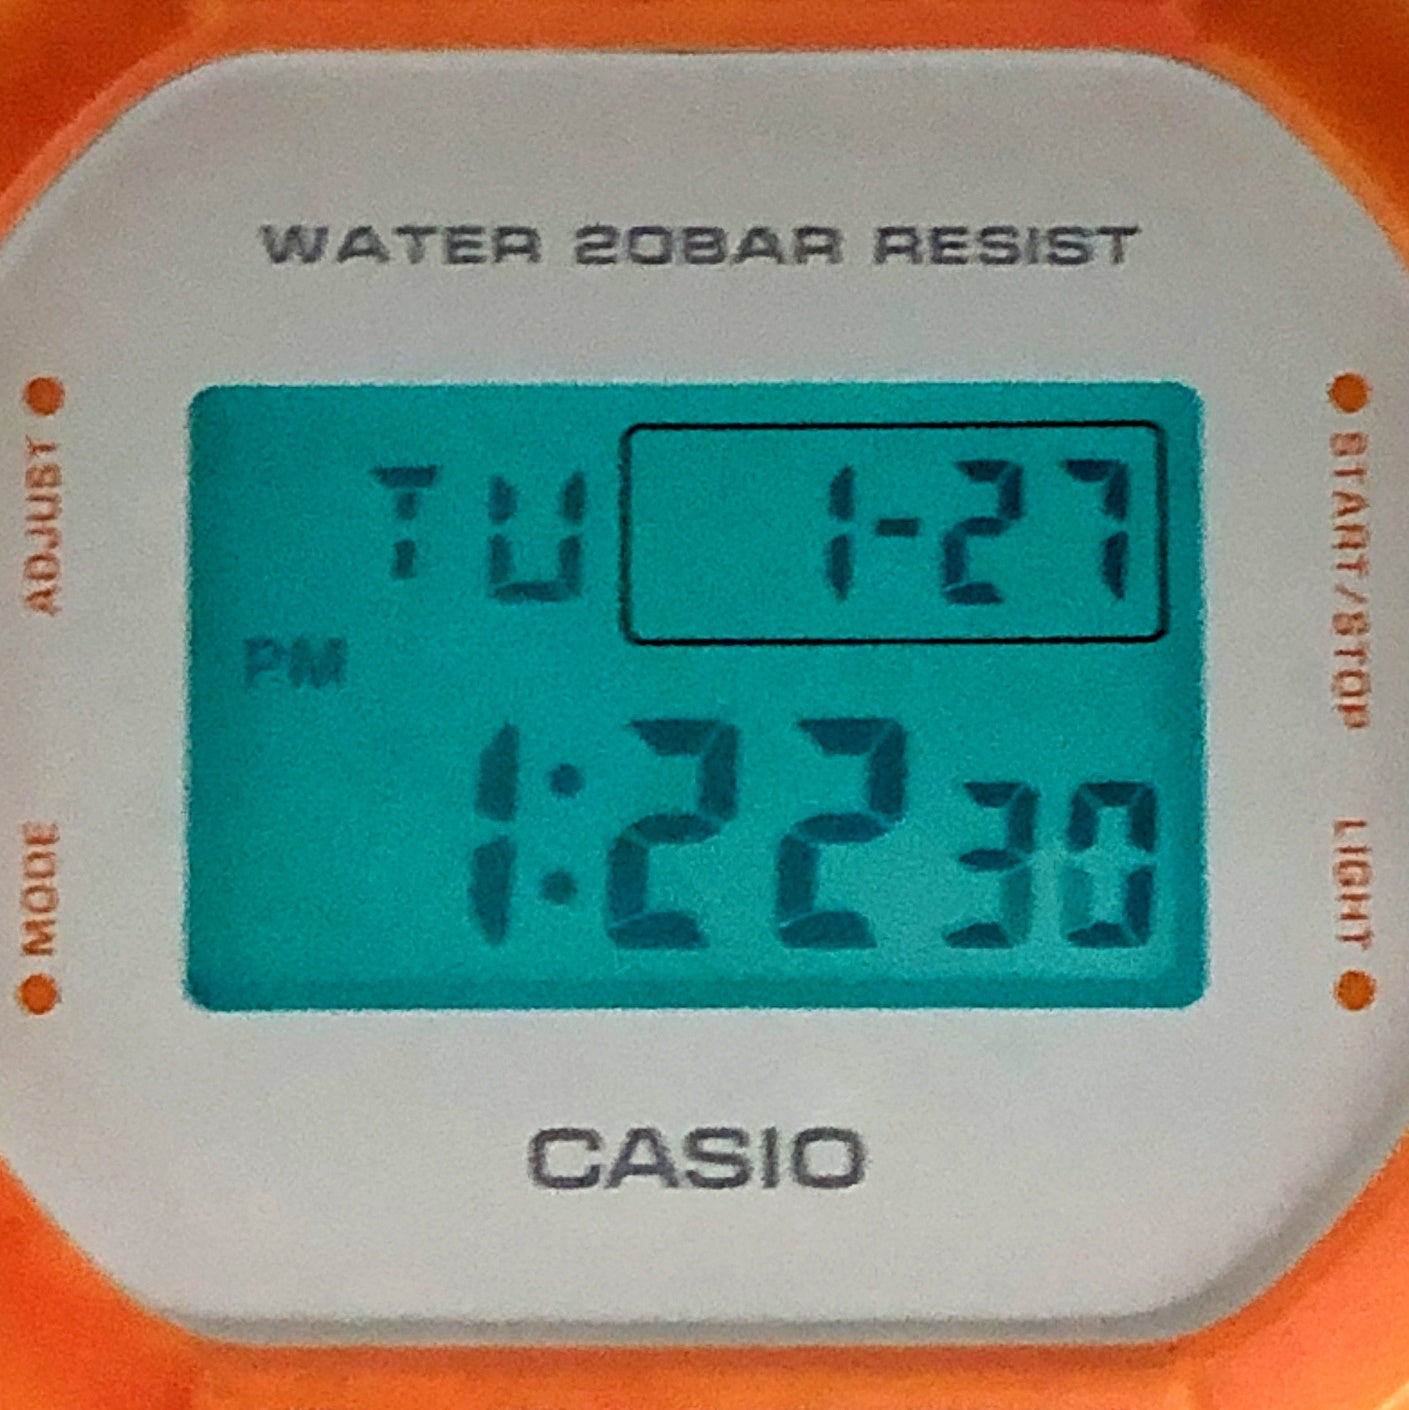 WATER 20BAR RESIST
ADJUST
START/STOP
TU 1-27
PM
1:22 30
MODE
LIGHT
CASIO